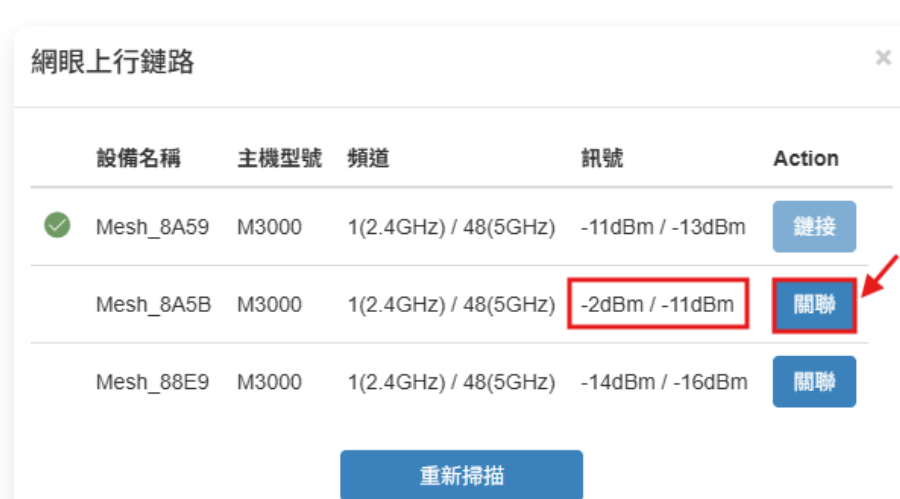 網眼上行鏈路 ×
設備名稱 主機型號 頻道 訊號 Action
Mesh_8A59 M3000 1(2.4GHz) / 48(5GHz) -11dBm / -13dBm 鏈接
Mesh_8A5B M3000 1(2.4GHz) / 48(5GHz) -2dBm / -11dBm 關聯
Mesh_88E9 M3000 1(2.4GHz) / 48(5GHz) -14dBm / -16dBm 關聯
重新掃描